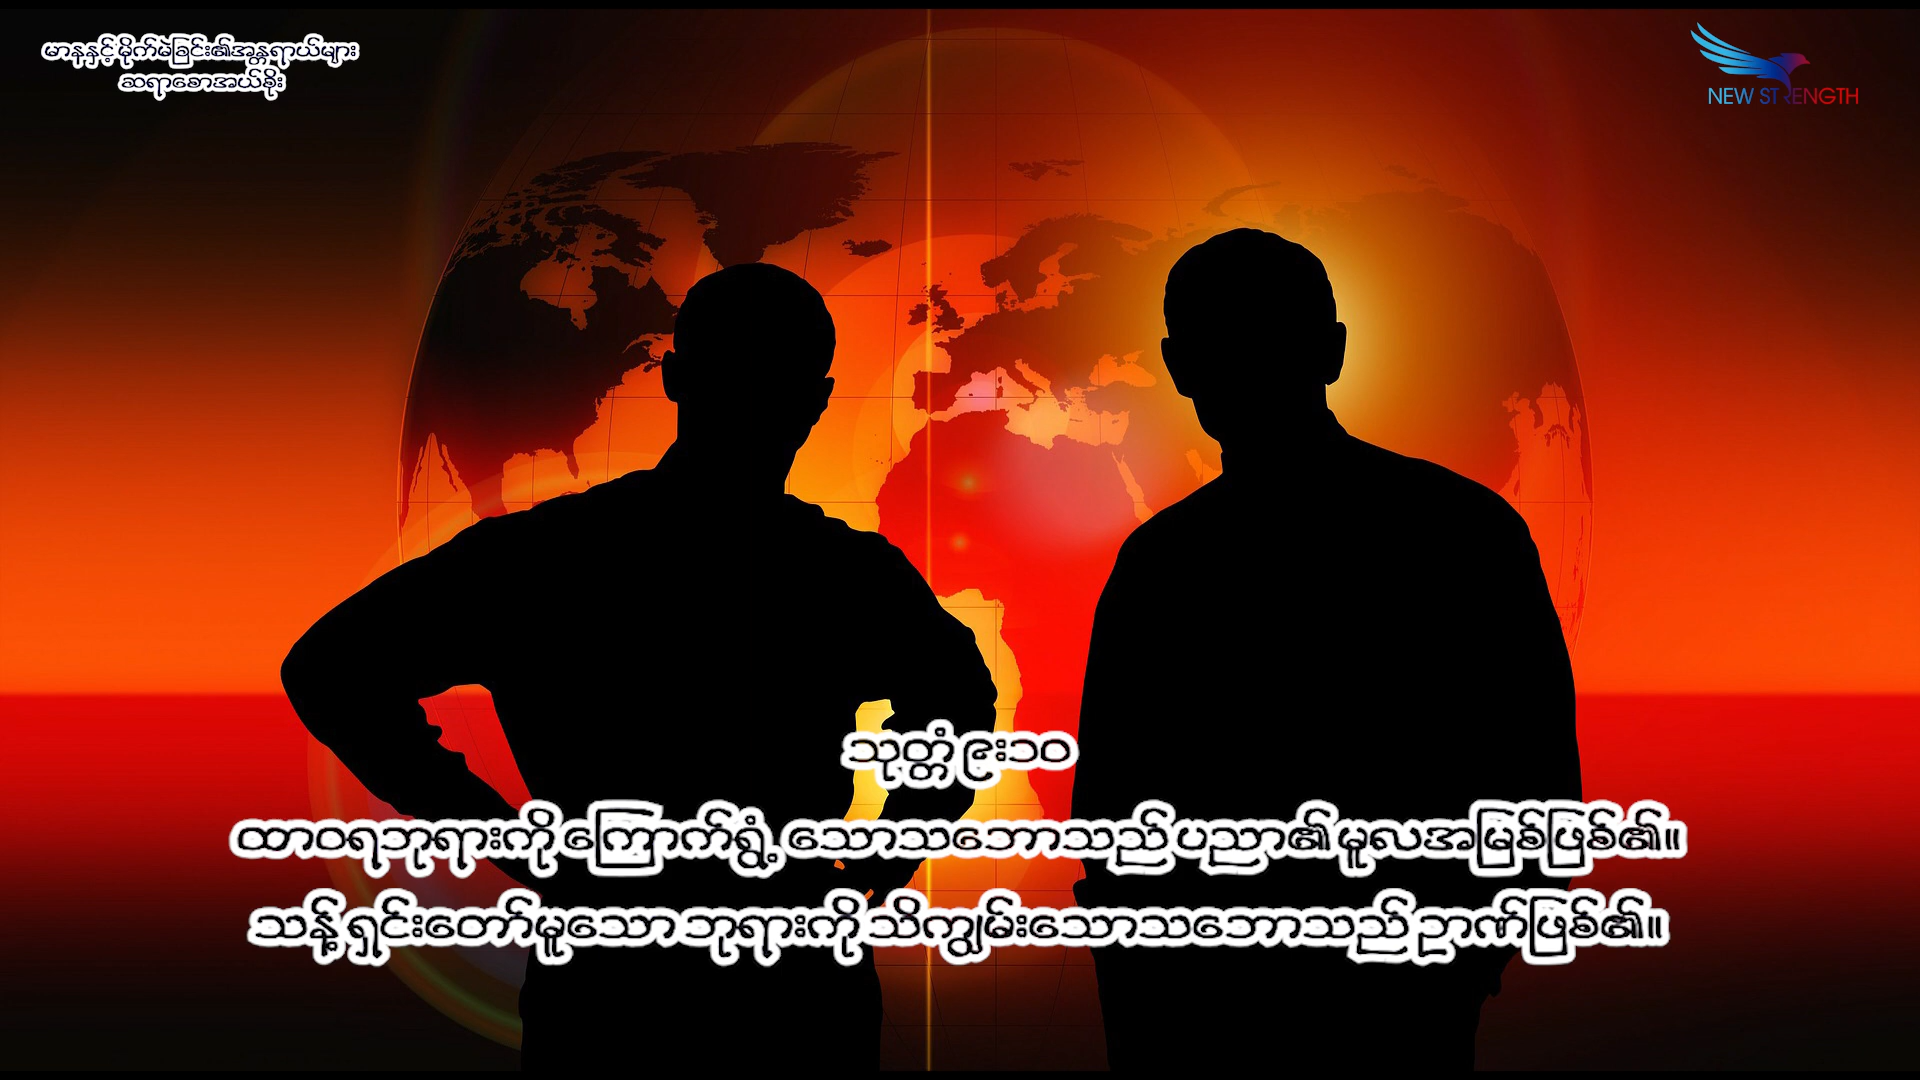 မာနနှင့်မိုက်မဲခြင်း၏အန္တရာယ်များ
ဆရာစောအယ်စိုး
NEW STRENGTH
သုတ္တံ ၉း၁၀
ထာဝရဘုရားကို ကြောက်ရွံ့ သောသဘောသည် ပညာ၏ မူလအမြစ်ဖြစ်၏။
သန့် ရှင်းတော်မူသော ဘုရားကို သိကျွမ်းသောသဘောသည် ဉာဏ်ဖြစ်၏။